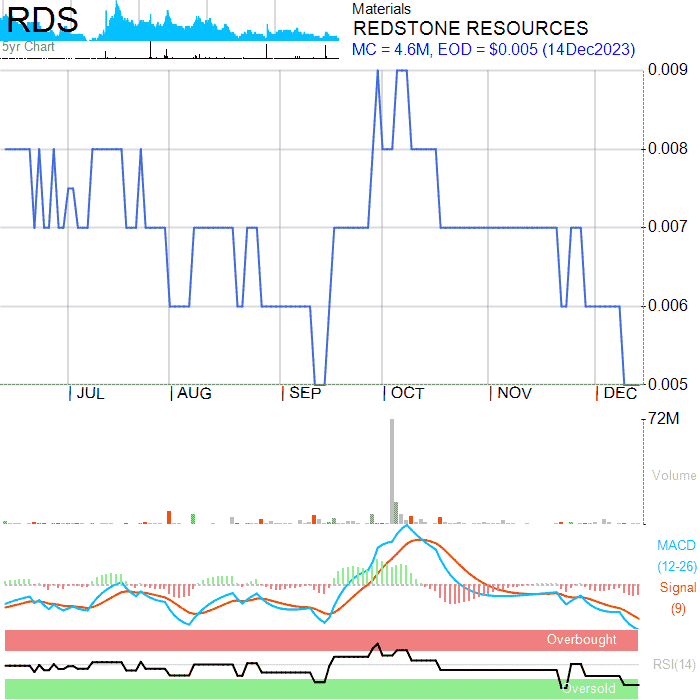 RDS
5yr Chart
Materials
REDSTONE RESOURCES
MC = 4.6M, EOD = $0.005 (14Dec2023)
0.009
0.008
0.007
0.006
0.005
JUL AUG SEP OCT NOV DEC
72M
Volume
MACD
(12-26)
Signal
(9)
Overbought
RSI(14)
Oversold